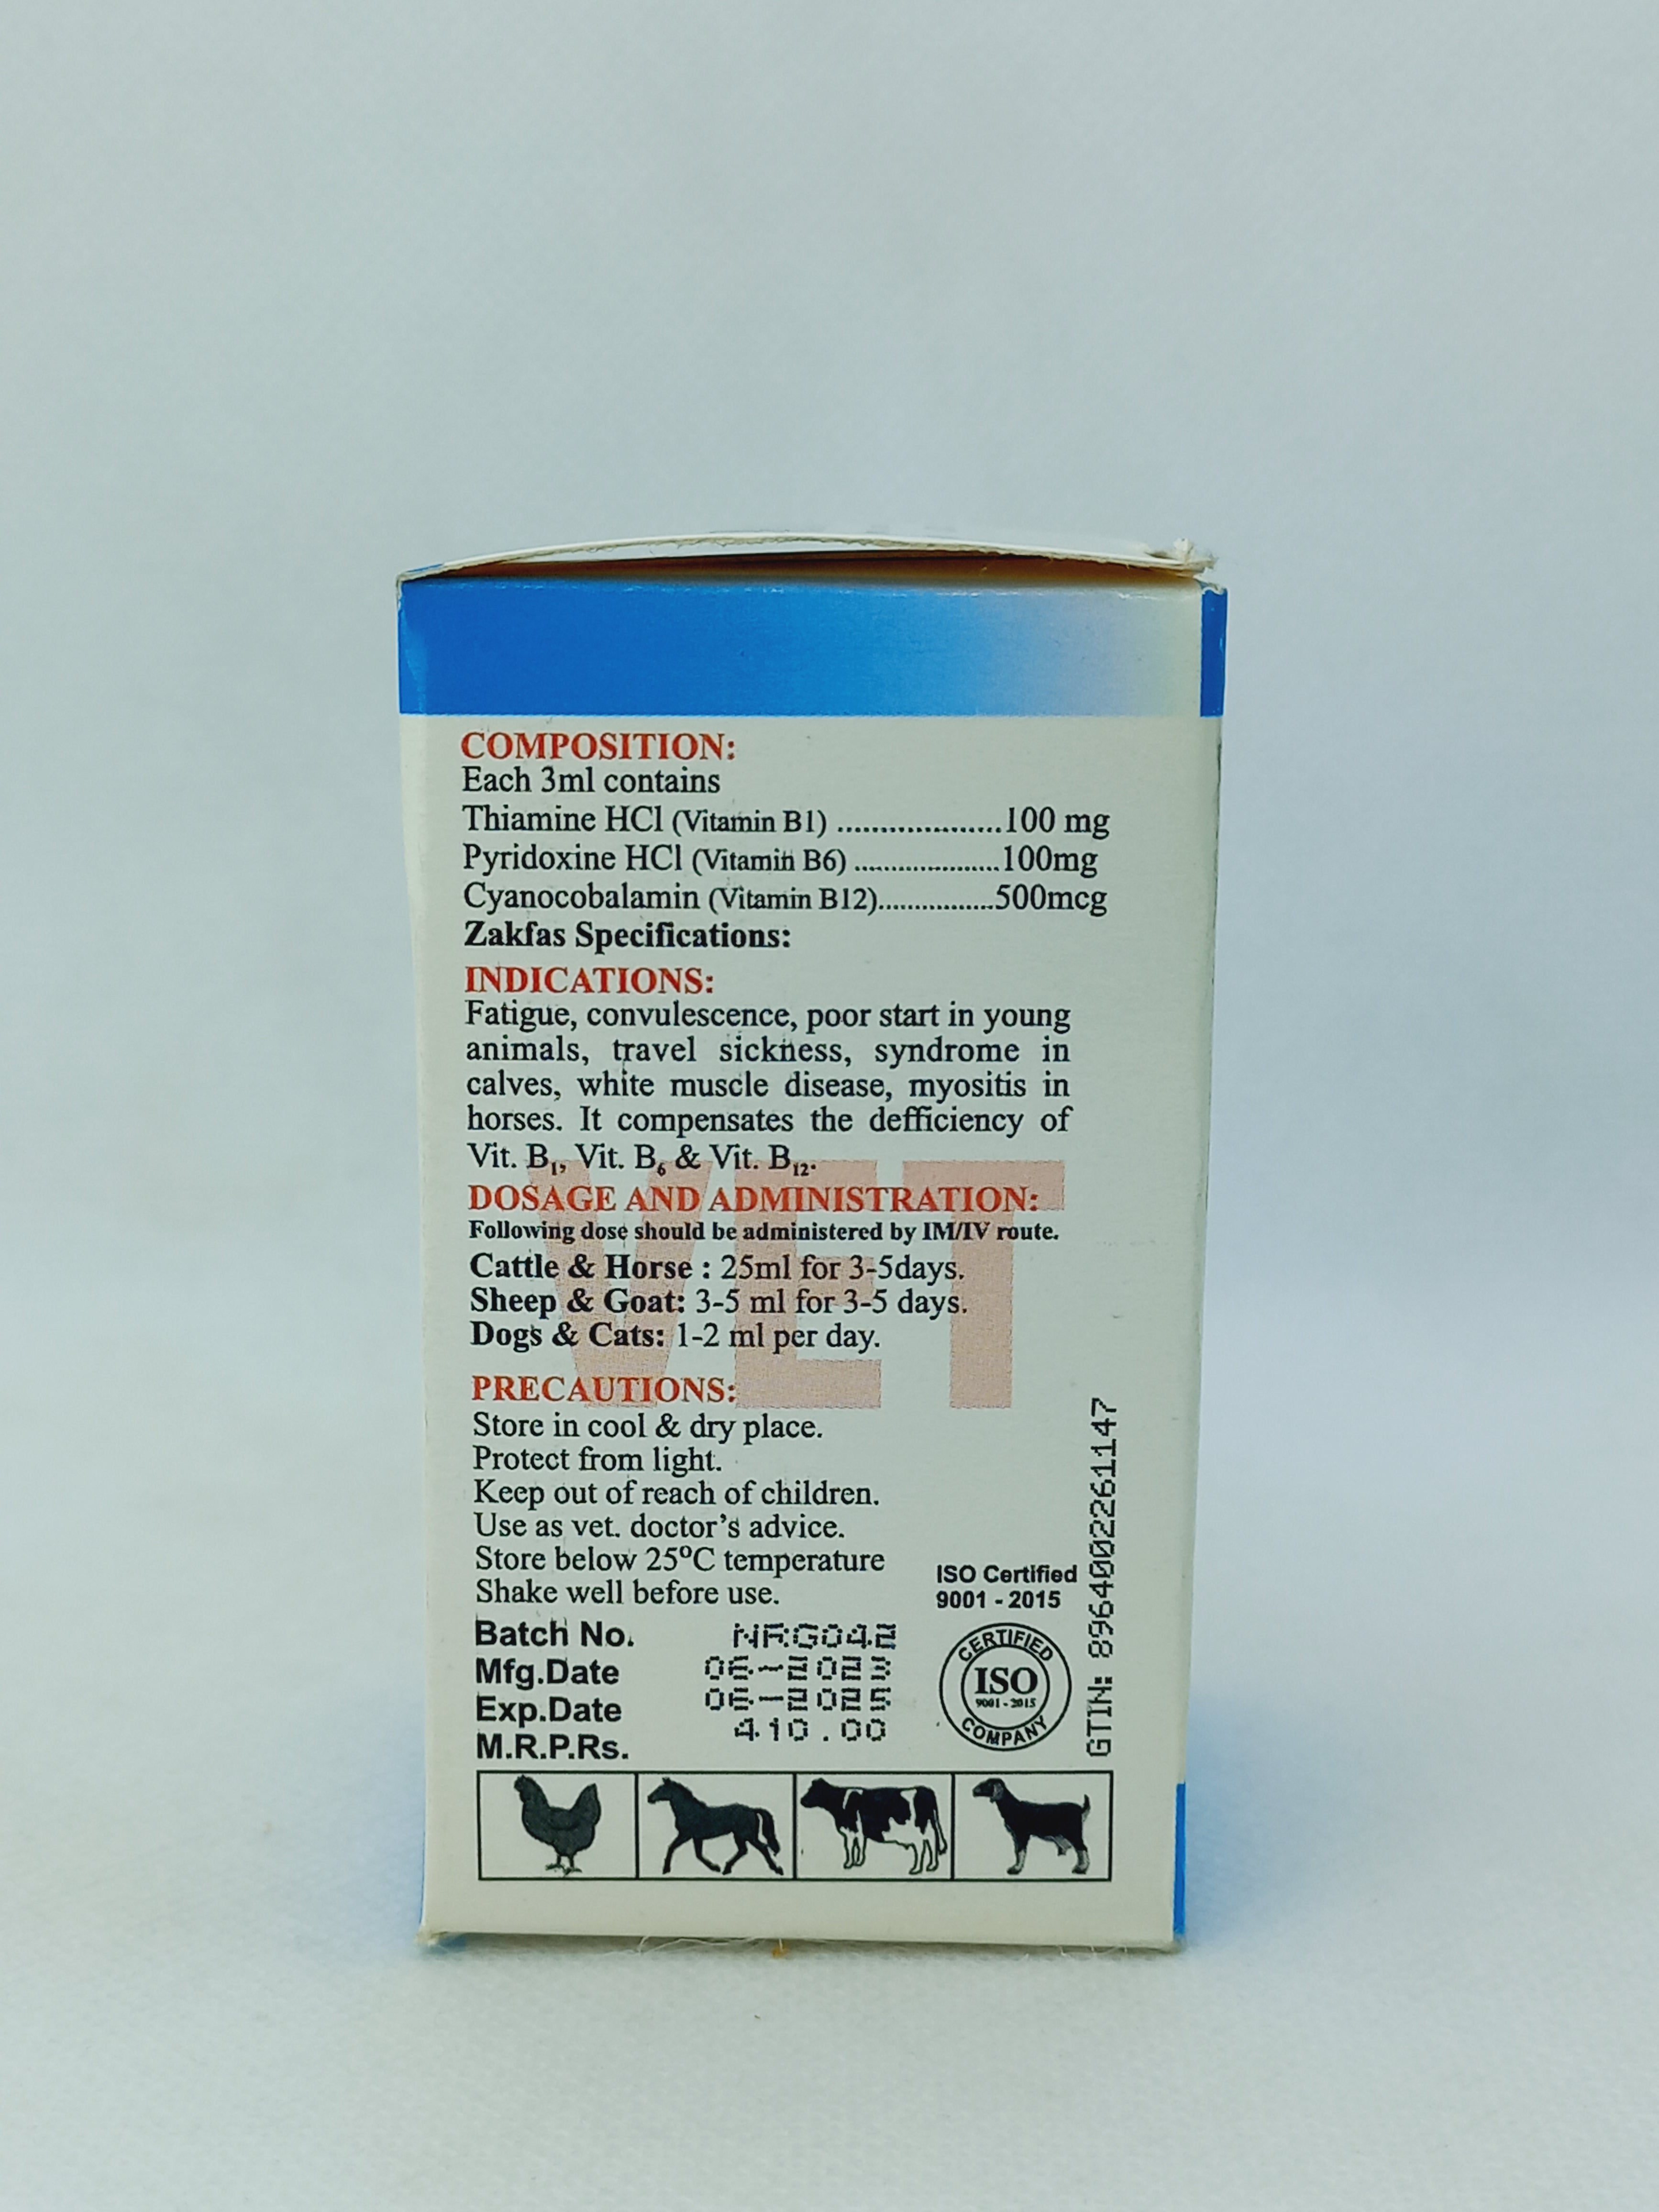 COMPOSITION:
Each 3ml contains
Thiamine HCl (Vitamin B1) ....................100 mg
Pyridoxine HCl (Vitamin B6) ....................100mg
Cyanocobalamin (Vitamin B12)................500mcg
Zakfas Specifications:
INDICATIONS:
Fatigue, convulescence, poor start in young
animals, travel sickness, syndrome in
calves, white muscle disease, myositis in
horses. It compensates the defficiency of
Vit. B₁, Vit. B₆ & Vit. B₁₂.
VET
DOSAGE AND ADMINISTRATION:
Following dose should be administered by IM/IV route.
Cattle & Horse : 25ml for 3-5days.
Sheep & Goat: 3-5 ml for 3-5 days.
Dogs & Cats: 1-2 ml per day.
PRECAUTIONS:
Store in cool & dry place.
Protect from light.
Keep out of reach of children.
Use as vet. doctor's advice.
Store below 25°C temperature
Shake well before use.
ISO Certified
9001 - 2015
Batch No. NRG042
Mfg.Date 06-2023
Exp.Date 06-2025
M.R.P.Rs. 410.00
CERTIFIED
ISO
9001 - 2015
COMPANY
GTIN: 8964002261147